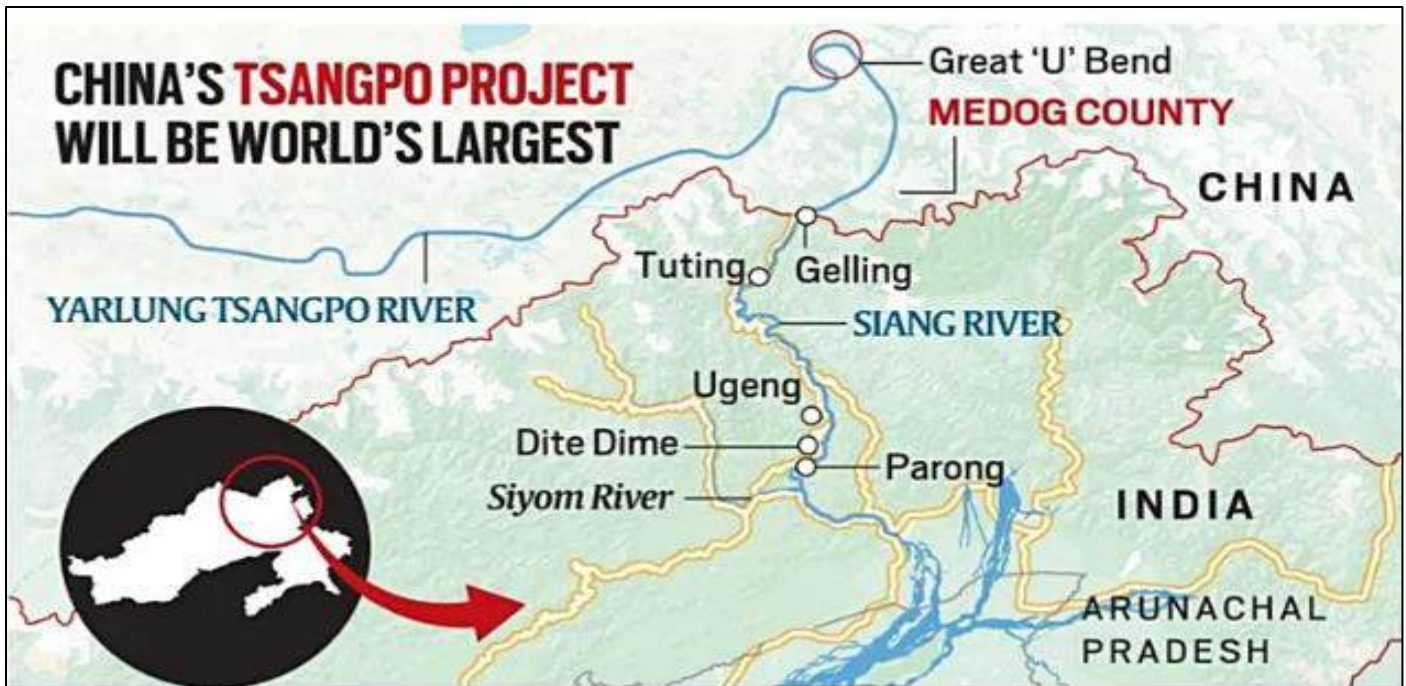 CHINA'S TSANGPO PROJECT
WILL BE WORLD'S LARGEST
Great 'U' Bend
MEDOG COUNTY
CHINA
Tuting
Gelling
YARLUNG TSANGPO RIVER
SIANG RIVER
Ugeng
Dite Dime
Parong
Siyom River
INDIA
ARUNACHAL
PRADESH